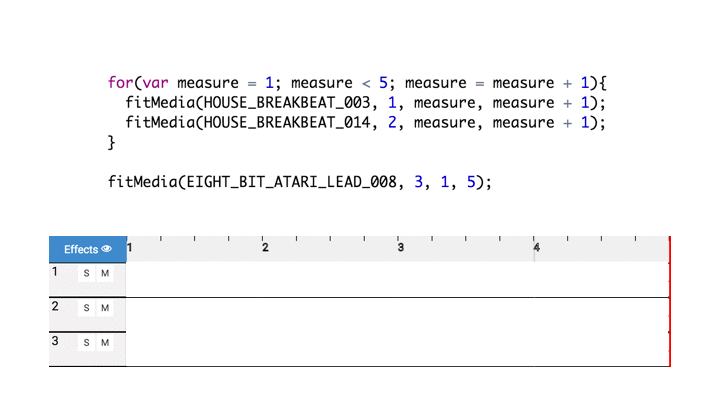 for(var measure = 1; measure < 5; measure = measure + 1){
fitMedia(HOUSE_BREAKBEAT_003, 1, measure, measure + 1);
fitMedia(HOUSE_BREAKBEAT_014, 2, measure, measure + 1);
}
fitMedia(EIGHT_BIT_ATARI_LEAD_008, 3, 1, 5);
Effects 1 2 3 4
1 S M
2 S M
3 S M